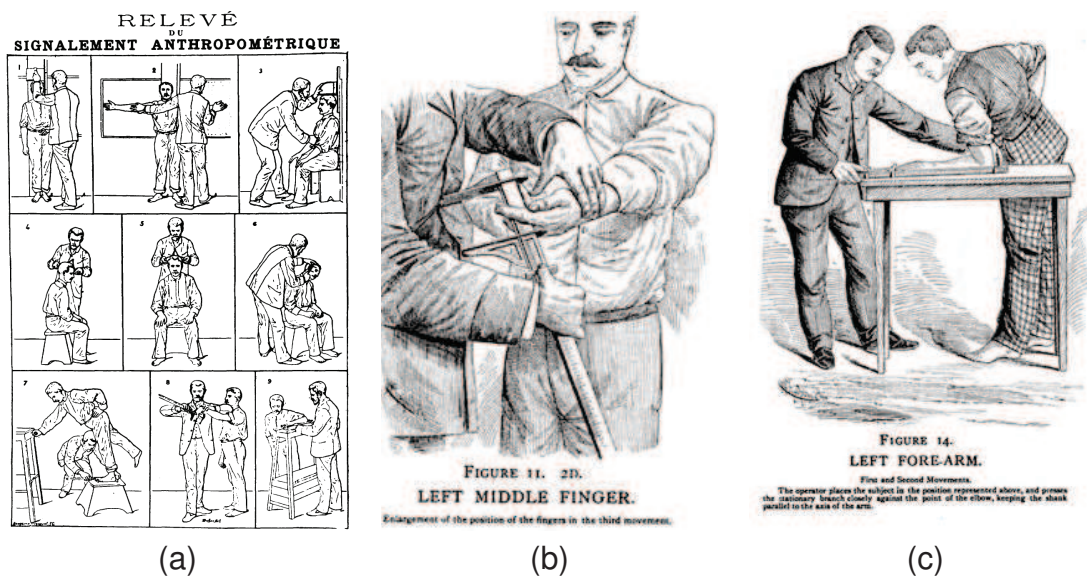 RELEVÉ
DU
SIGNALEMENT ANTHROPOMÉTRIQUE
1
2
3
4
5
6
7
8
9
(a)
FIGURE 11. 2D.
LEFT MIDDLE FINGER.
Enlargement of the position of the fingers in the third movement.
(b)
FIGURE 14.
LEFT FORE-ARM.
First and Second Movements.
The operator places the subject in the position represented above, and presses
the stationary branch closely against the point of the elbow, keeping the shank
parallel to the axis of the arm.
(c)